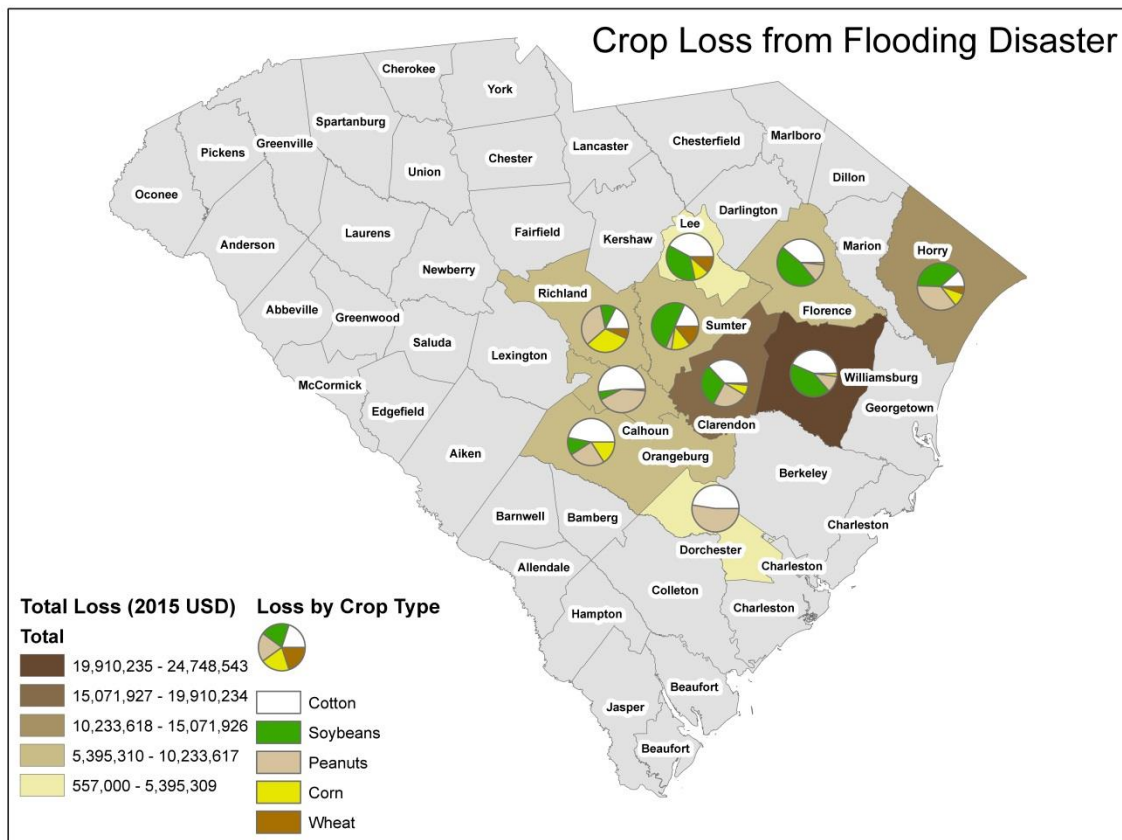 Crop Loss from Flooding Disaster
Cherokee
York
Spartanburg
Greenville
Pickens
Oconee
Union
Chester
Lancaster
Chesterfield
Marlboro
Dillon
Darlington
Lee
Kershaw
Fairfield
Laurens
Anderson
Newberry
Marion
Horry
Richland
Abbeville
Greenwood
Saluda
Lexington
Sumter
Florence
McCormick
Edgefield
Williamsburg
Georgetown
Clarendon
Calhoun
Orangeburg
Aiken
Berkeley
Barnwell
Bamberg
Charleston
Dorchester
Charleston
Allendale
Colleton
Hampton
Charleston
Beaufort
Jasper
Beaufort
Total Loss (2015 USD)
Total
19,910,235 - 24,748,543
15,071,927 - 19,910,234
10,233,618 - 15,071,926
5,395,310 - 10,233,617
557,000 - 5,395,309
Loss by Crop Type
Cotton
Soybeans
Peanuts
Corn
Wheat